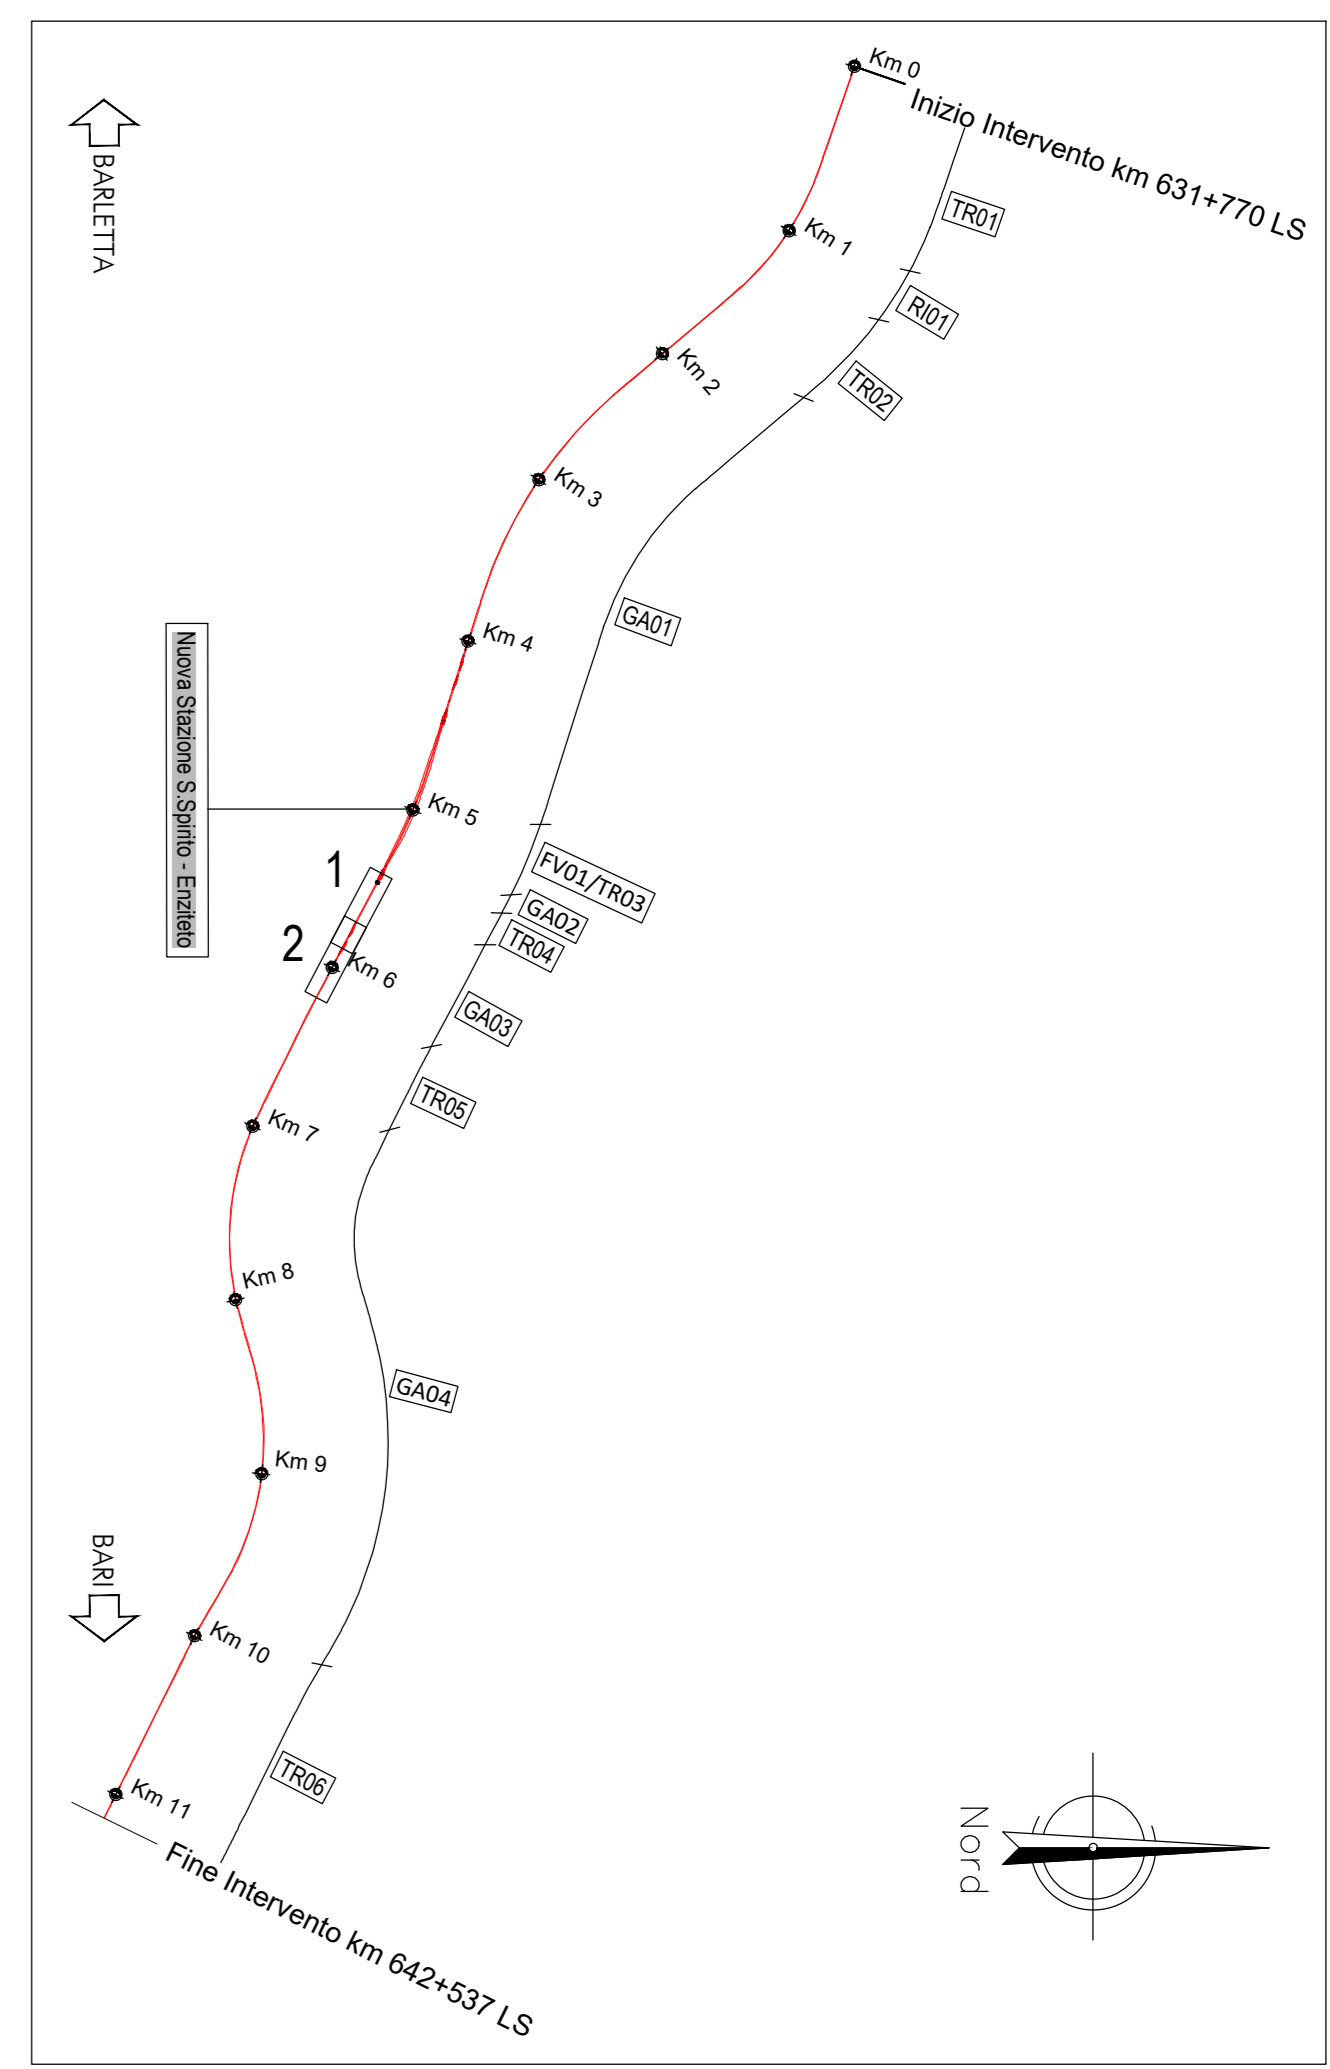 Km 0
Inizio Intervento km 631+770 LS
BARLETTA
TR01
Km 1
RI01
Km 2
TR02
Km 3
GA01
Km 4
Nuova Stazione S.Spirito - Enziteto
Km 5
1
FV01/TR03
GA02
2
TR04
Km 6
GA03
TR05
Km 7
Km 8
GA04
Km 9
BARI
Km 10
TR06
Km 11
Nord
Fine Intervento km 642+537 LS